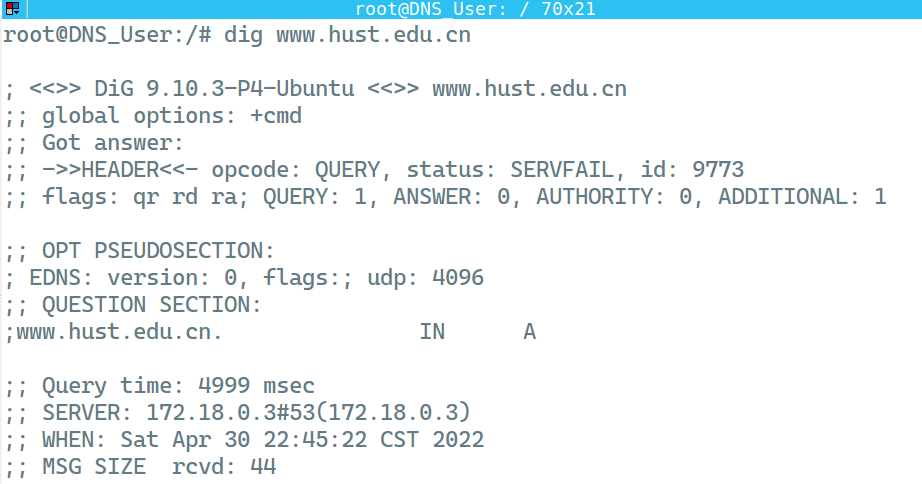 root@DNS_User: / 70x21
root@DNS_User:/# dig www.hust.edu.cn
; <<>> DiG 9.10.3-P4-Ubuntu <<>> www.hust.edu.cn
;; global options: +cmd
;; Got answer:
;; ->>HEADER<<- opcode: QUERY, status: SERVFAIL, id: 9773
;; flags: qr rd ra; QUERY: 1, ANSWER: 0, AUTHORITY: 0, ADDITIONAL: 1
;; OPT PSEUDOSECTION:
; EDNS: version: 0, flags:; udp: 4096
;; QUESTION SECTION:
;www.hust.edu.cn. IN A
;; Query time: 4999 msec
;; SERVER: 172.18.0.3#53(172.18.0.3)
;; WHEN: Sat Apr 30 22:45:22 CST 2022
;; MSG SIZE  rcvd: 44